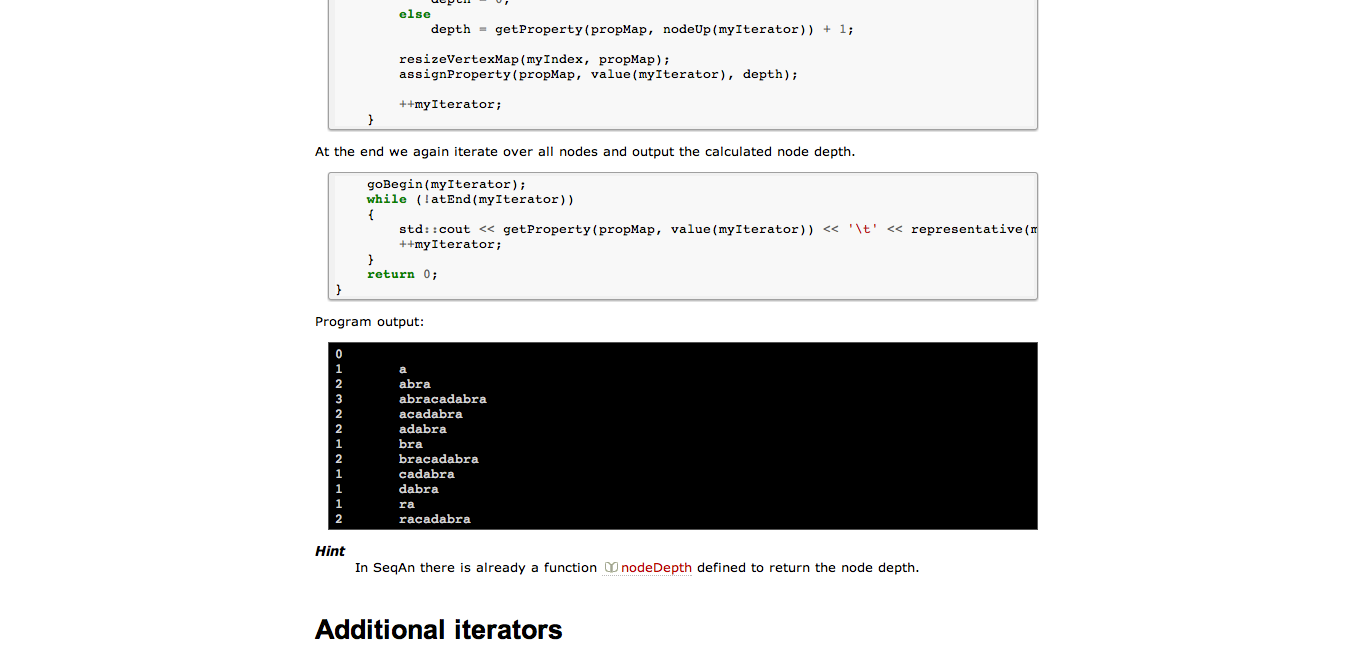 else
depth = getProperty(propMap, nodeUp(myIterator)) + 1;
resizeVertexMap(myIndex, propMap);
assignProperty(propMap, value(myIterator), depth);
++myIterator;
}
At the end we again iterate over all nodes and output the calculated node depth.
goBegin(myIterator);
while (!atEnd(myIterator))
{
std::cout << getProperty(propMap, value(myIterator)) << '\t' << representative(
++myIterator;
}
return 0;
}
Program output:
0
1 a
2 abra
3 abracadabra
2 acadabra
2 adabra
1 bra
2 bracadabra
1 cadabra
1 dabra
1 ra
2 racadabra
Hint
In SeqAn there is already a function nodeDepth defined to return the node depth.
Additional iterators